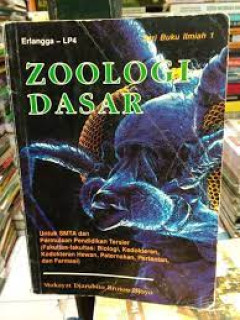 Erlangga – LP4
Seri Buku Ilmiah 1
ZOOLOGI
DASAR
Untuk SMTA dan
Permulaan Pendidikan Tersier
(Fakultas-fakultas: Biologi, Kedokteran,
Kedokteran Hewan, Peternakan, Pertanian,
dan Farmasi)